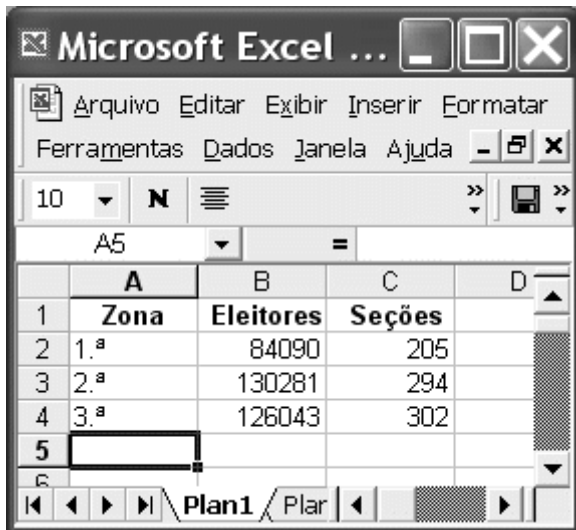 Microsoft Excel ...
Arquivo Editar Exibir Inserir Formatar
Ferramentas Dados Janela Ajuda
10 N
A5 =
A B C D
1 Zona Eleitores Seções
2 1.ª 84090 205
3 2.ª 130281 294
4 3.ª 126043 302
5
6
Plan1 Plar